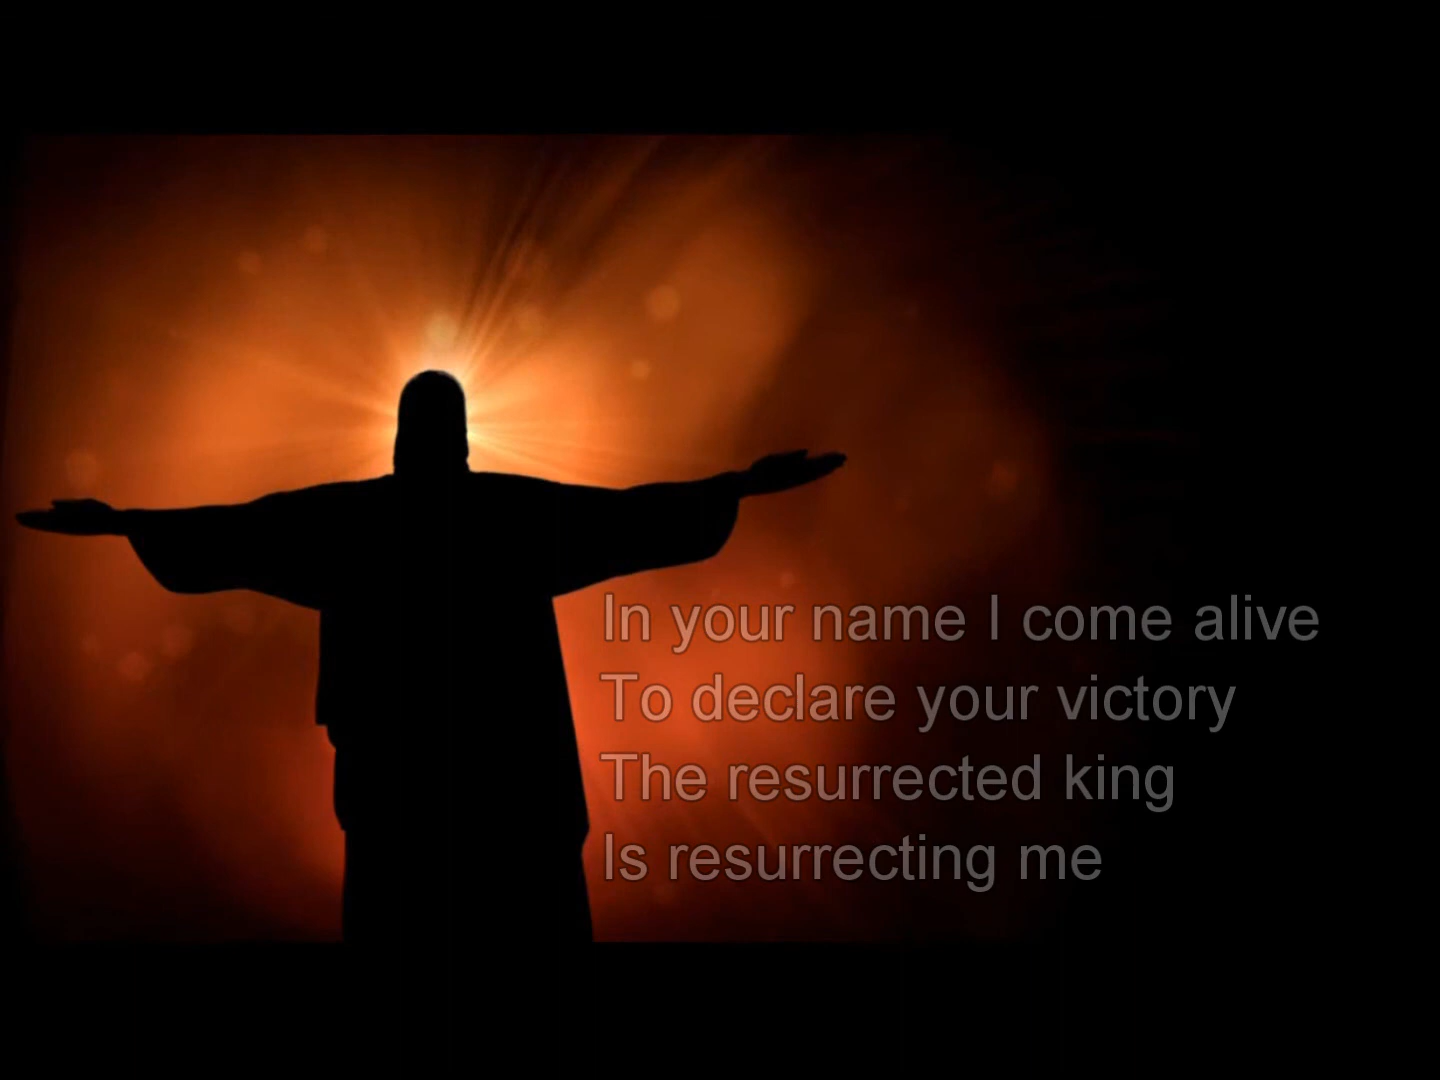 In your name I come alive
To declare your victory
The resurrected king
Is resurrecting me